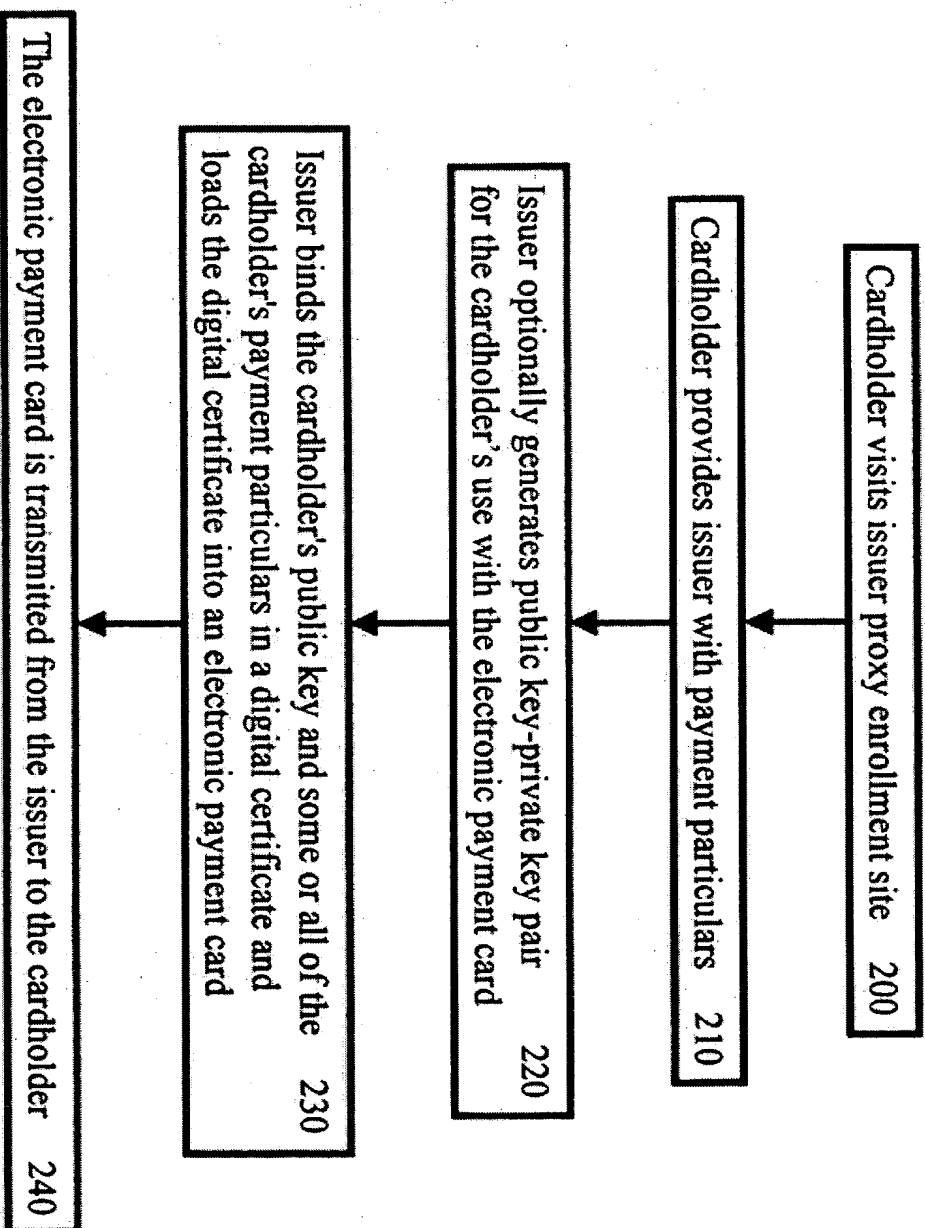 Cardholder visits issuer proxy enrollment site 200
Cardholder provides issuer with payment particulars 210
Issuer optionally generates public key-private key pair
for the cardholder's use with the electronic payment card 220
Issuer binds the cardholder's public key and some or all of the
cardholder's payment particulars in a digital certificate and
loads the digital certificate into an electronic payment card 230
The electronic payment card is transmitted from the issuer to the cardholder 240